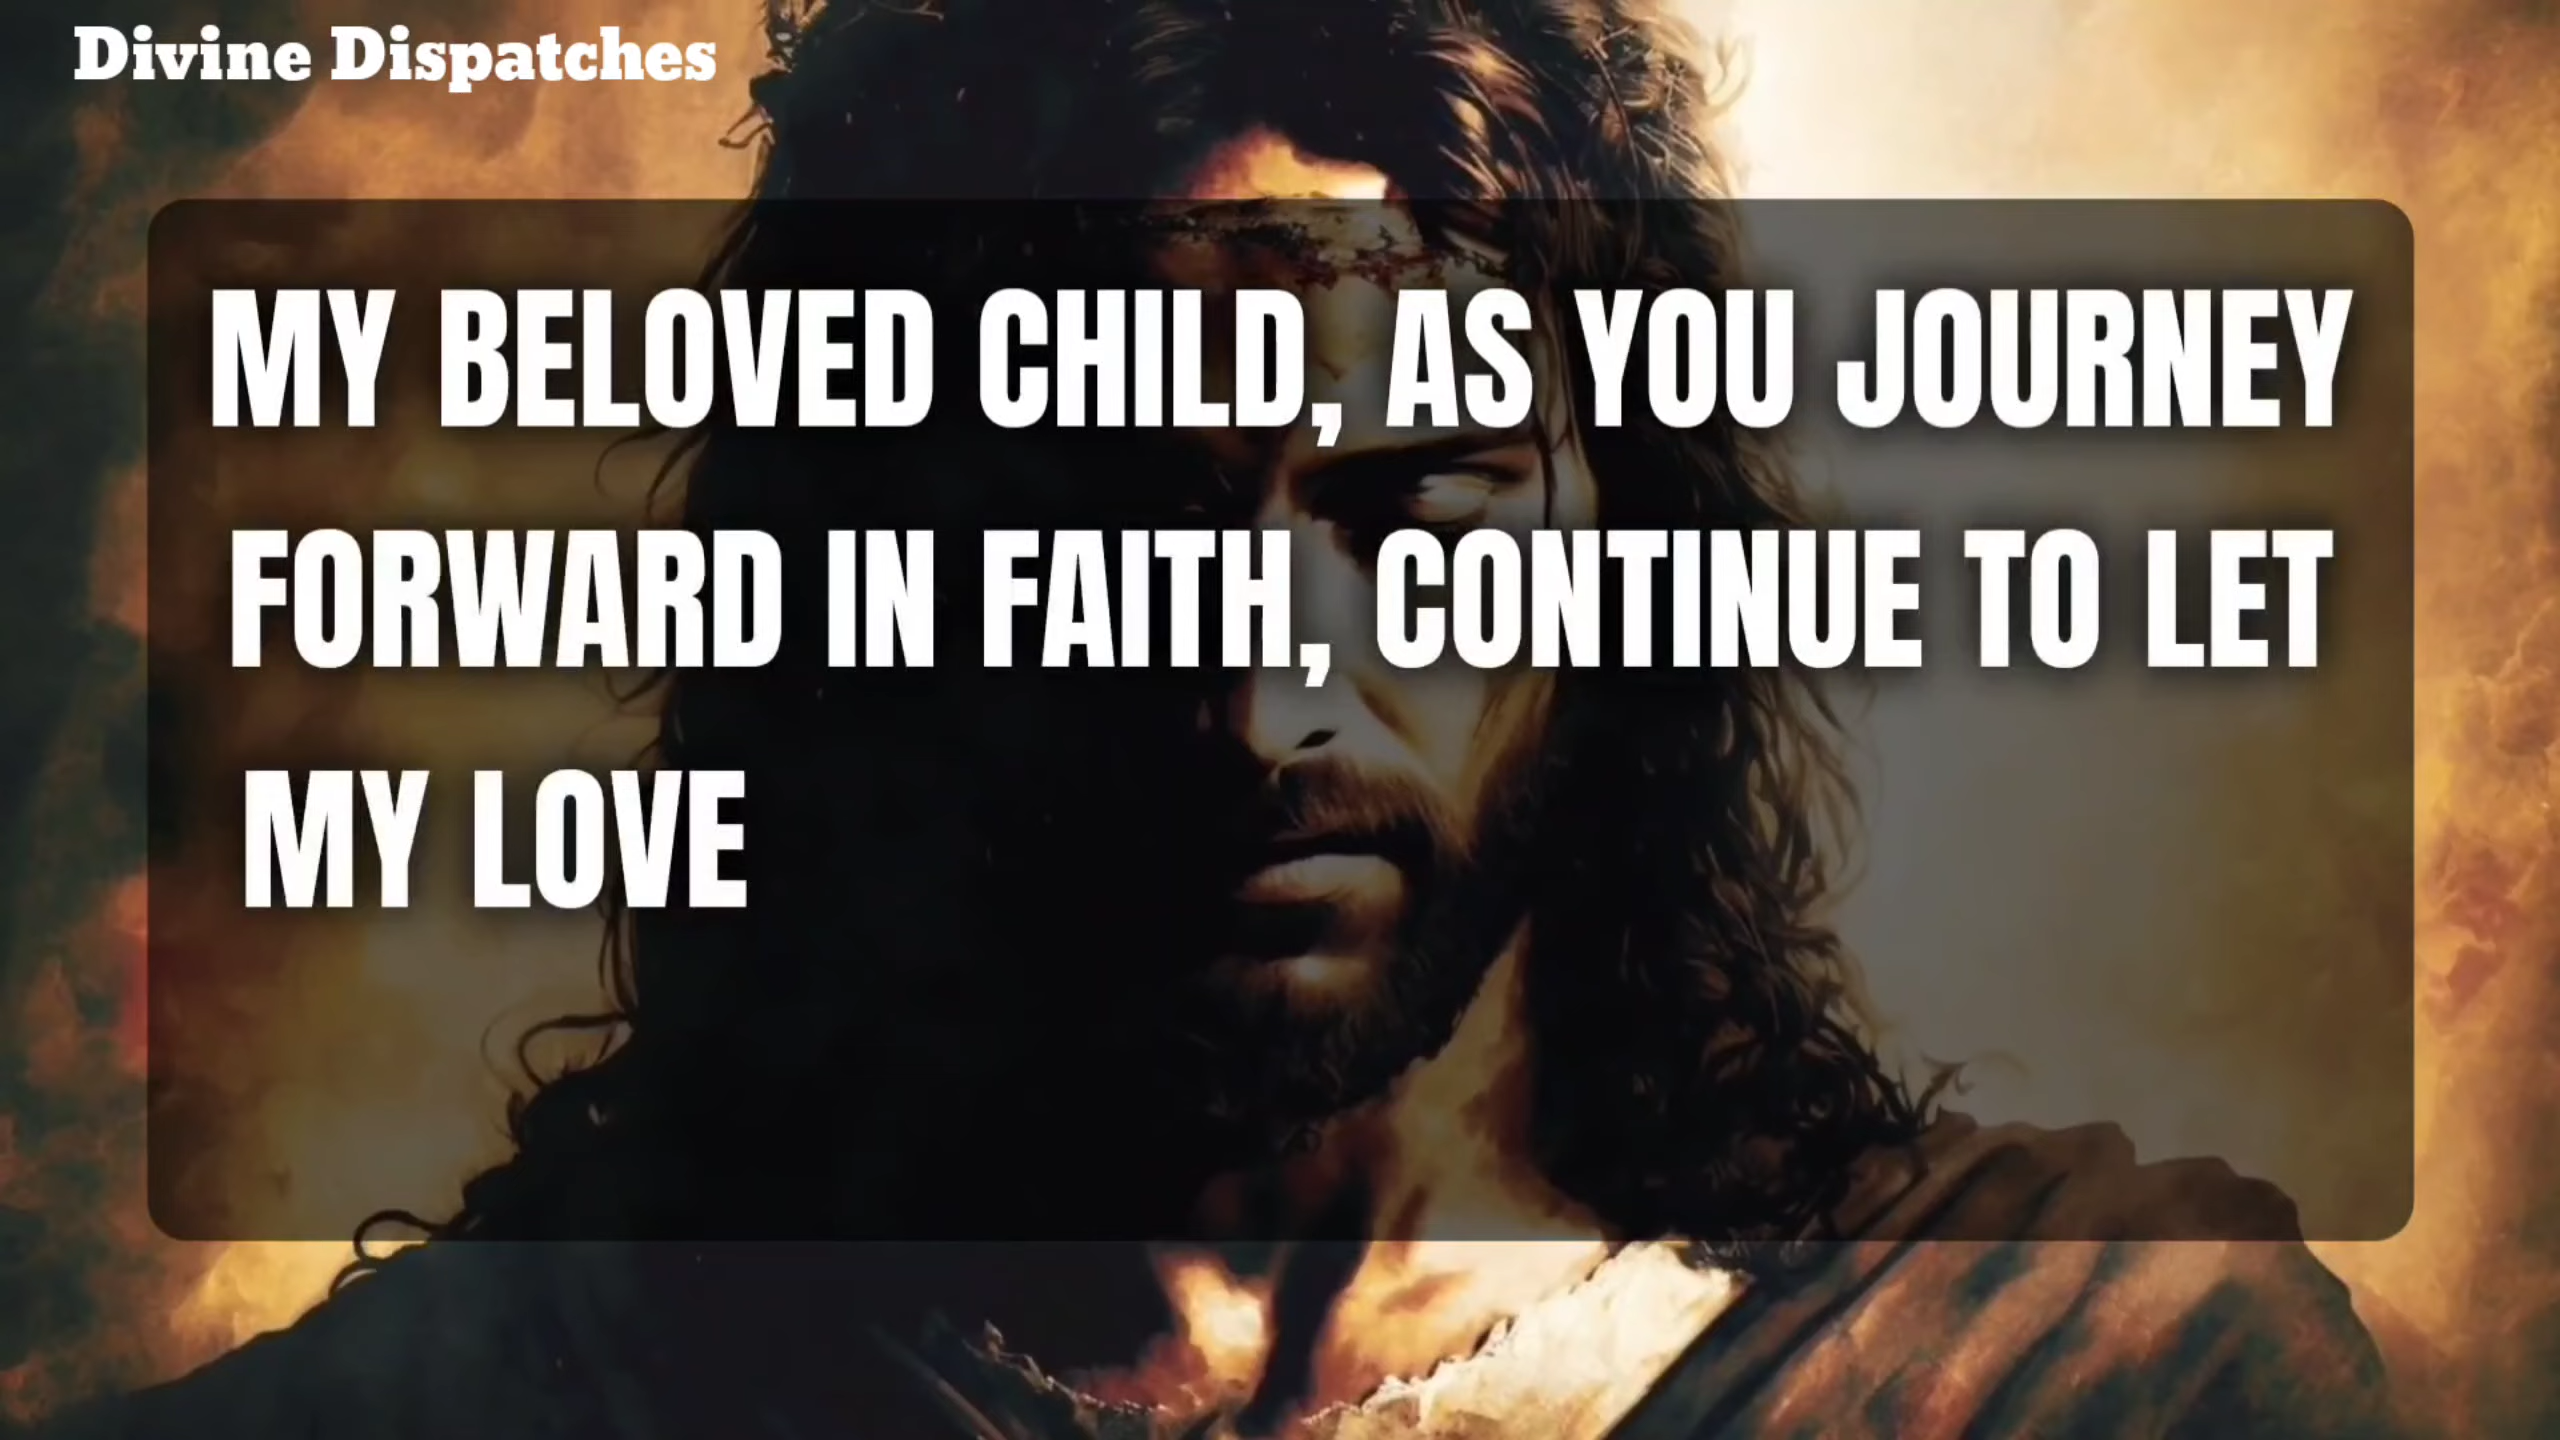 Divine Dispatches
MY BELOVED CHILD, AS YOU JOURNEY
FORWARD IN FAITH, CONTINUE TO LET
MY LOVE